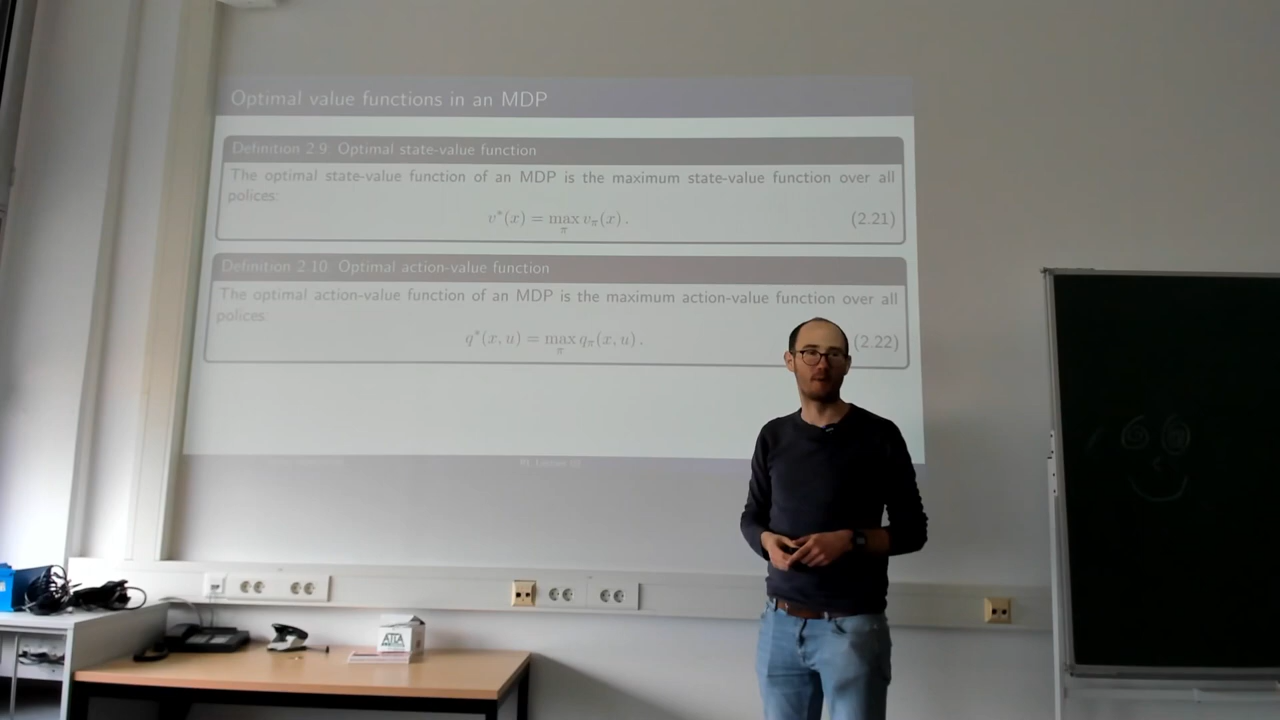 Optimal value functions in an MDP
Definition 2.9: Optimal state-value function
The optimal state-value function of an MDP is the maximum state-value function over all
polices:
v*(x) = max_π v_π(x). (2.21)
Definition 2.10: Optimal action-value function
The optimal action-value function of an MDP is the maximum action-value function over all
polices:
q*(x, u) = max_π q_π(x, u). (2.22)